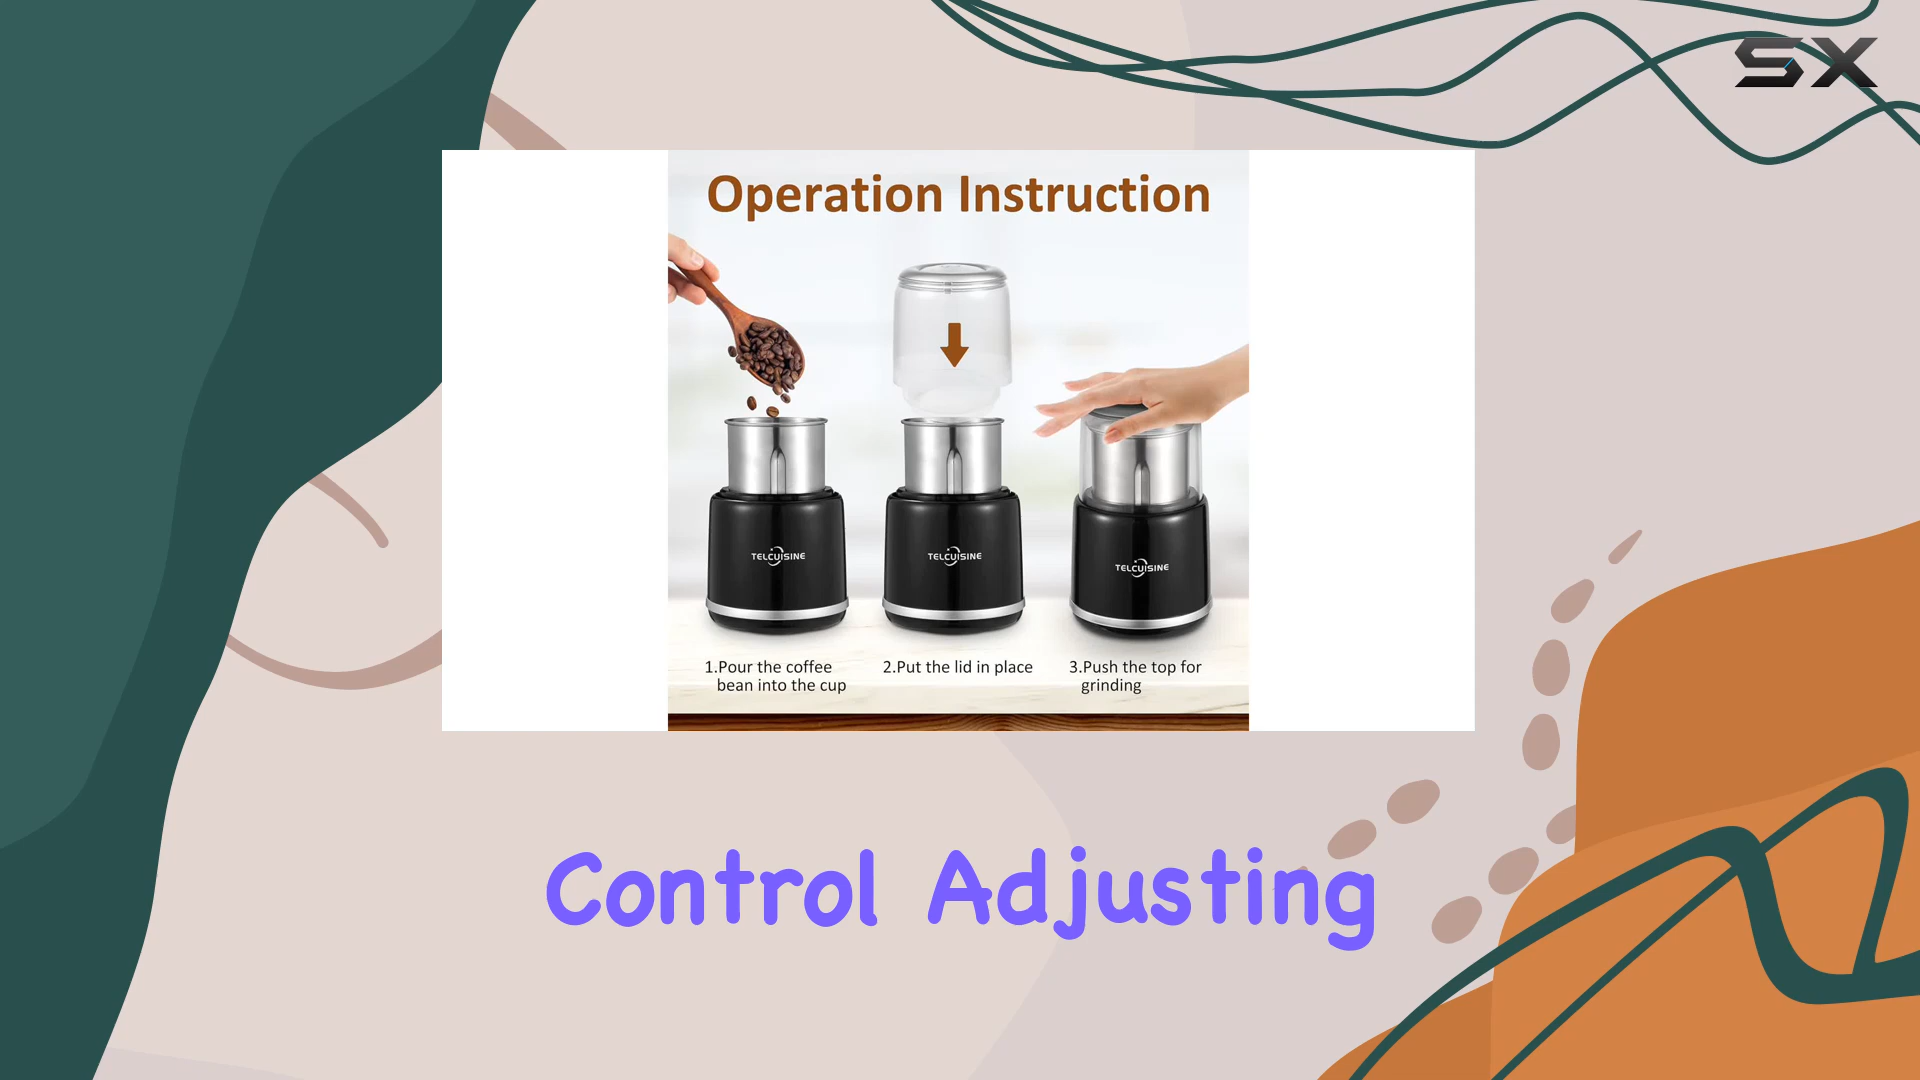 SX
Operation Instruction
TELCUISINE
TELCUISINE
TELCUISINE
1.Pour the coffee
bean into the cup
2.Put the lid in place
3.Push the top for
grinding
Control Adjusting